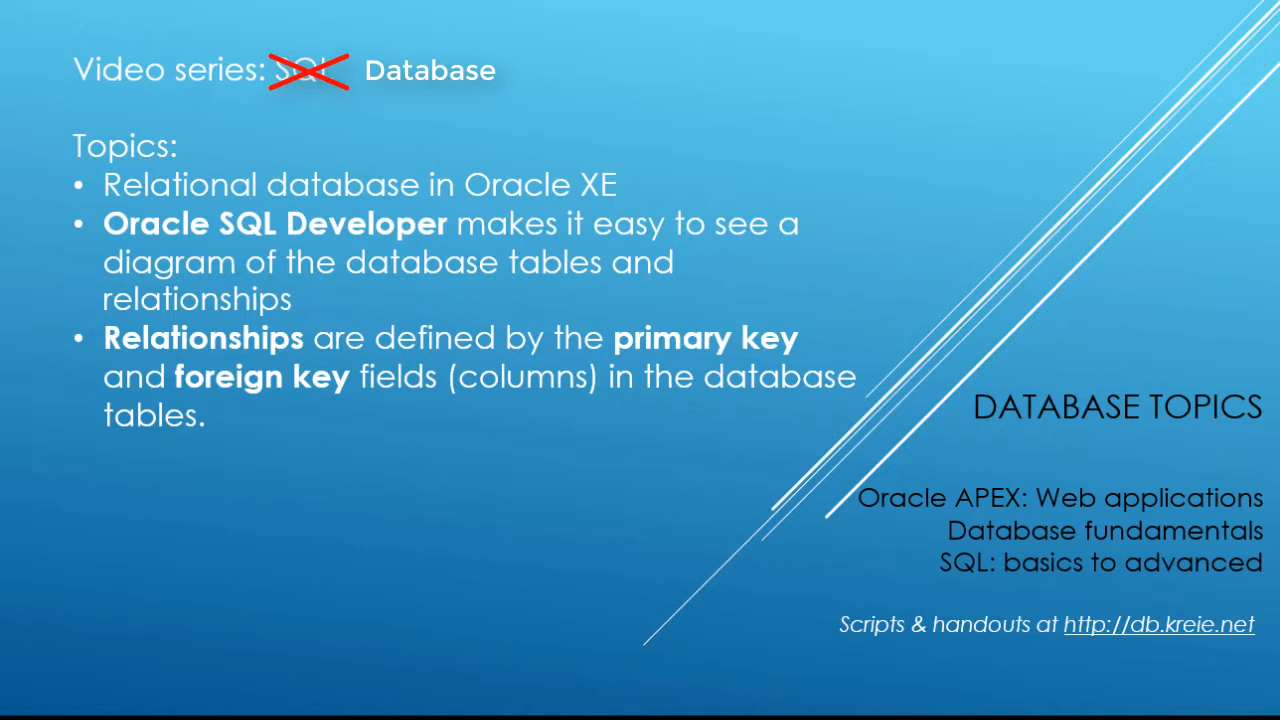 Video series: SQL Database
Topics:
• Relational database in Oracle XE
• Oracle SQL Developer makes it easy to see a
diagram of the database tables and
relationships
• Relationships are defined by the primary key
and foreign key fields (columns) in the database
tables.
DATABASE TOPICS
Oracle APEX: Web applications
Database fundamentals
SQL: basics to advanced
Scripts & handouts at http://db.kreie.net